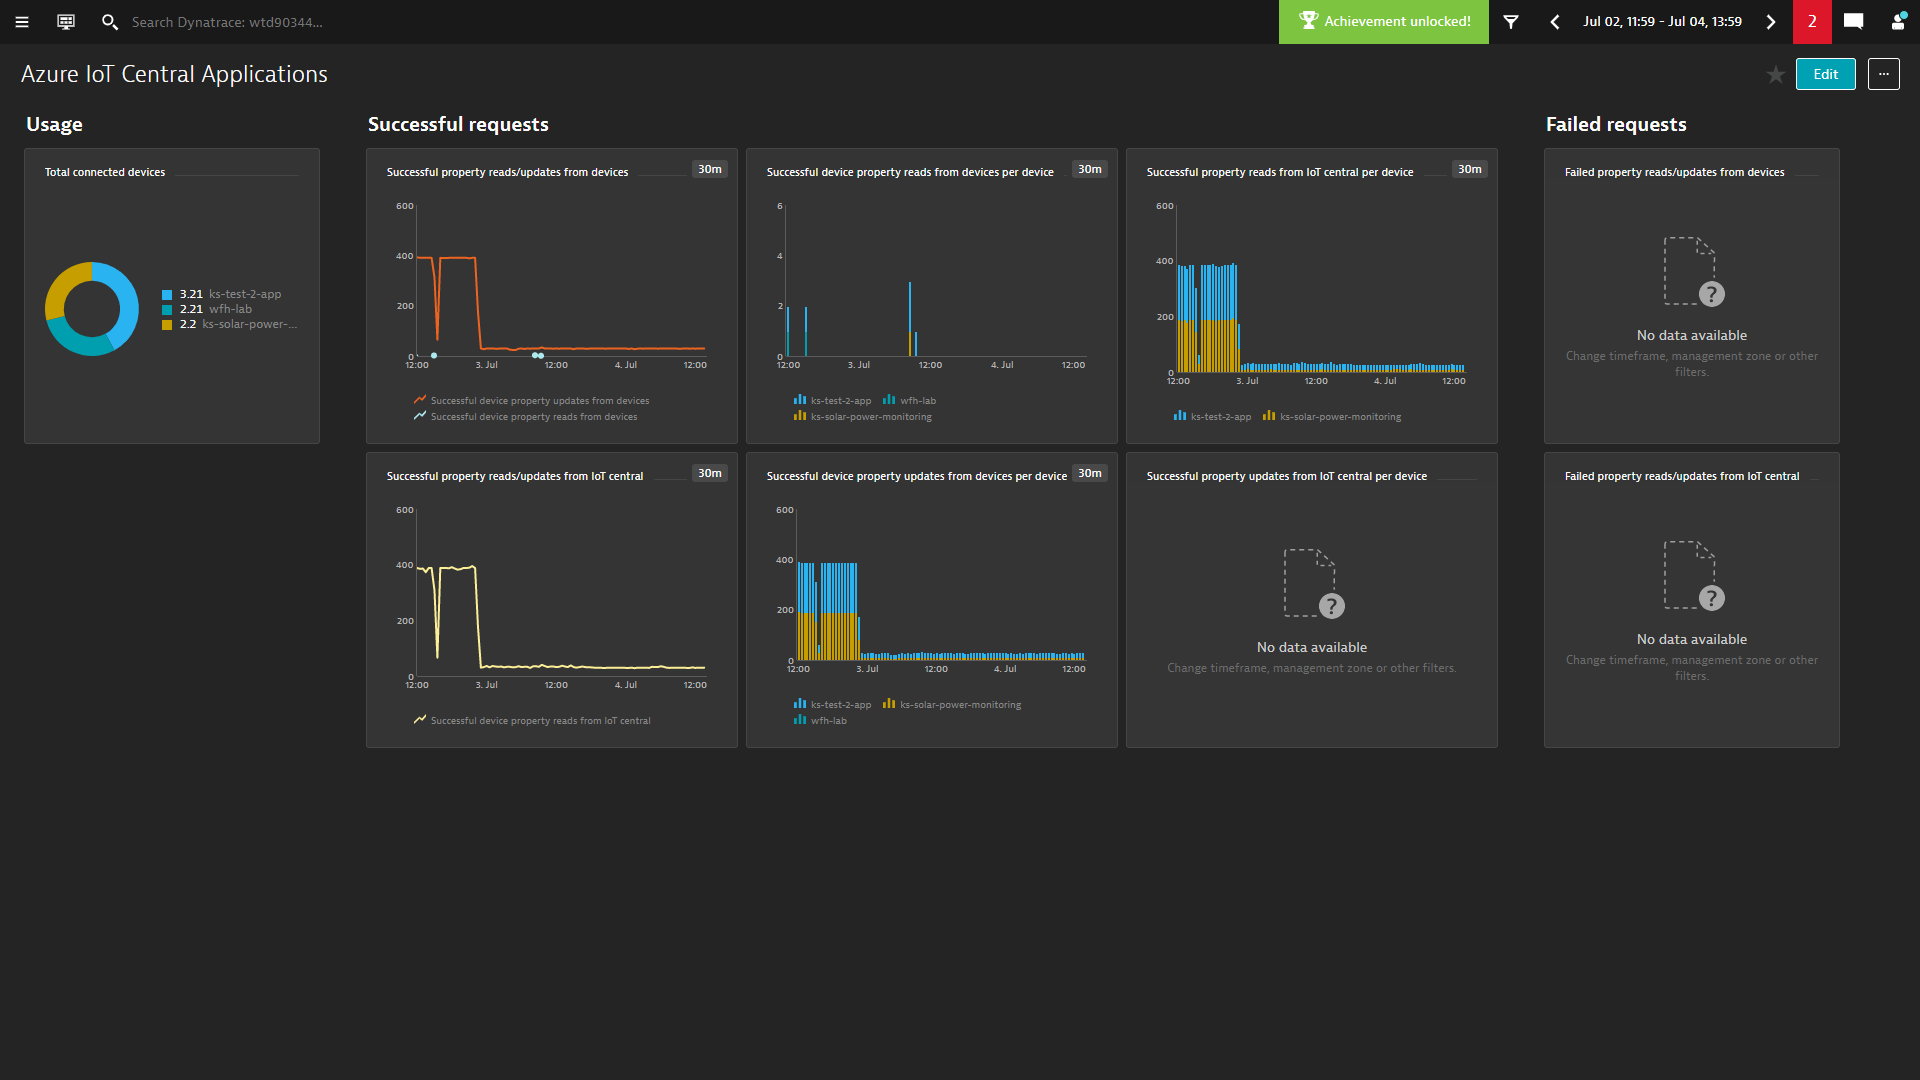 Search Dynatrace: wtd90344...
Achievement unlocked!
Jul 02, 11:59 - Jul 04, 13:59
2
Azure IoT Central Applications
Edit
...
Usage
Successful requests
Failed requests
Total connected devices
3.21 ks-test-2-app
2.21 wfh-lab
2.2 ks-solar-power-...
Successful property reads/updates from devices
30m
600
400
200
0
12:00 3. Jul 12:00 4. Jul 12:00
Successful device property updates from devices
Successful device property reads from devices
Successful device property reads from devices per device
30m
6
4
2
0
12:00 3. Jul 12:00 4. Jul 12:00
ks-test-2-app wfh-lab
ks-solar-power-monitoring
Successful property reads from IoT central per device
30m
600
400
200
0
12:00 3. Jul 12:00 4. Jul 12:00
ks-test-2-app ks-solar-power-monitoring
Failed property reads/updates from devices
?
No data available
Change timeframe, management zone or other
filters.
Successful property reads/updates from IoT central
30m
600
400
200
0
12:00 3. Jul 12:00 4. Jul 12:00
Successful device property reads from IoT central
Successful device property updates from devices per device
30m
600
400
200
0
12:00 3. Jul 12:00 4. Jul 12:00
ks-test-2-app ks-solar-power-monitoring
wfh-lab
Successful property updates from IoT central per device
?
No data available
Change timeframe, management zone or other filters.
Failed property reads/updates from IoT central
?
No data available
Change timeframe, management zone or other
filters.